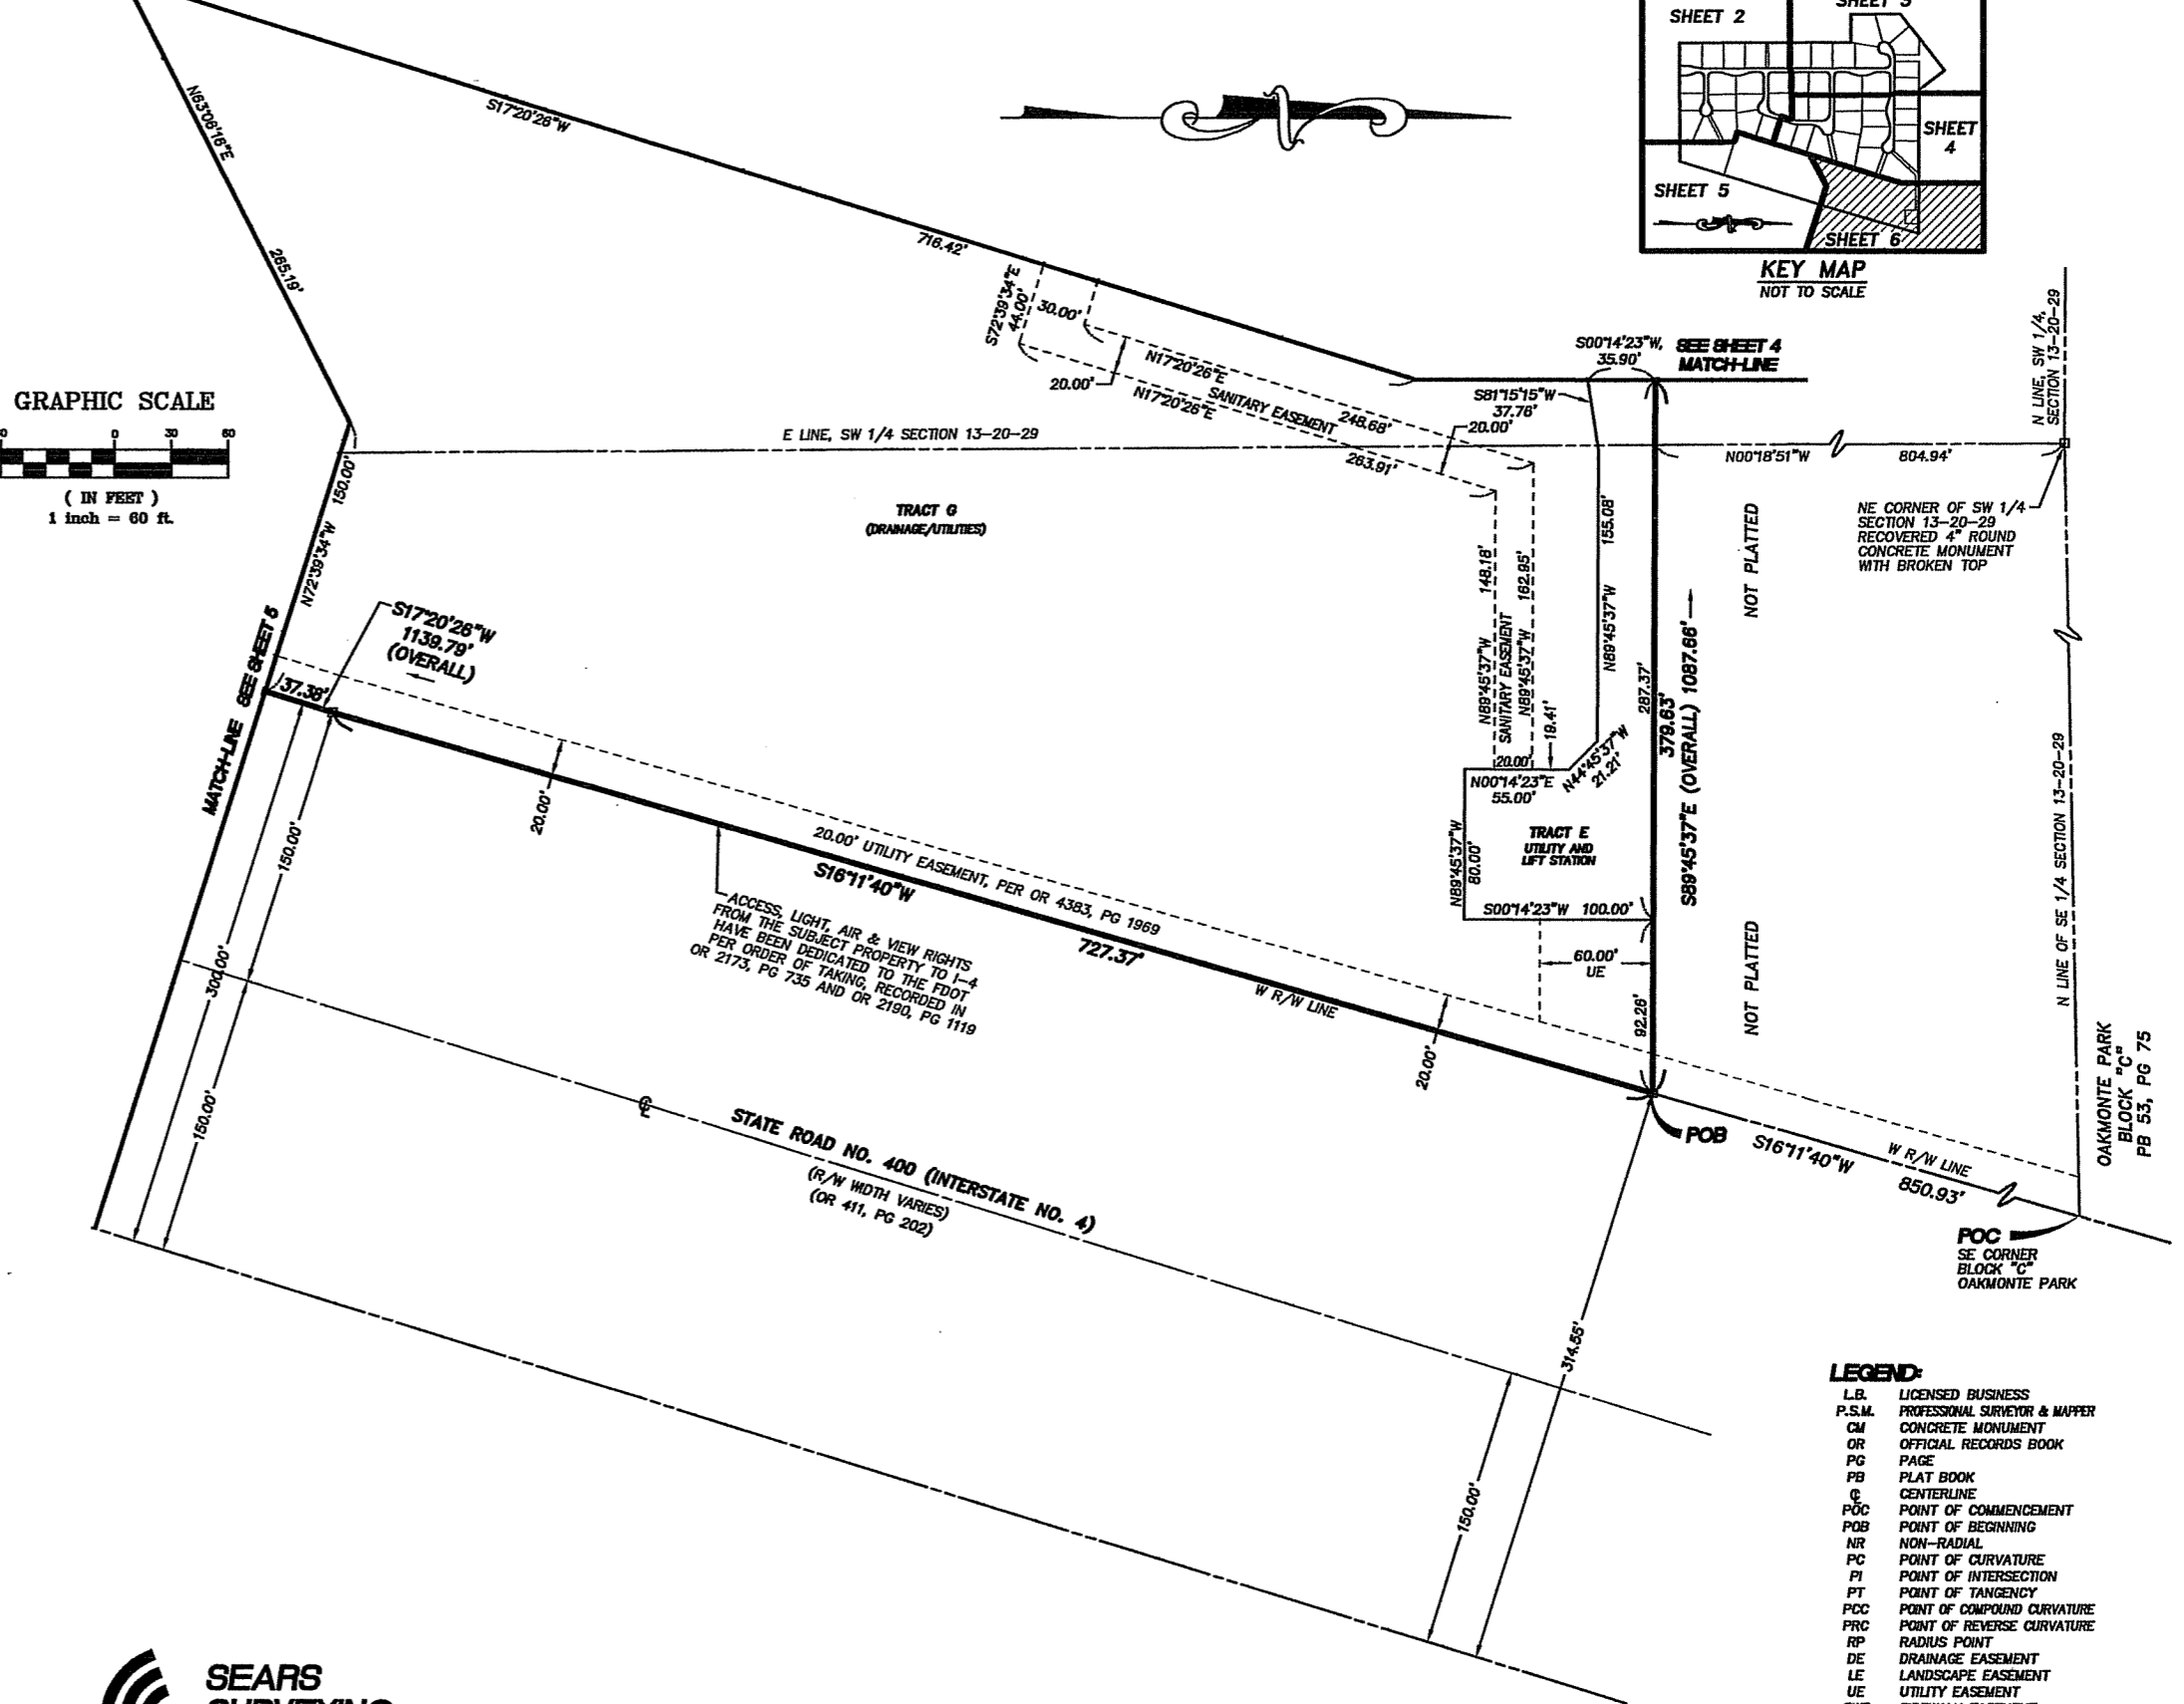 SHEET 2
SHEET 3
SHEET
4
SHEET 5
SHEET 6
KEY MAP
NOT TO SCALE
N63°06'16"E
265.19'
S17°20'26"W
716.42'
S72°39'34"E
44.00'
30.00'
20.00'
N17°20'26"E
SANITARY EASEMENT
N17°20'26"E
248.68'
263.91'
20.00'
S00°14'23"W,
35.90'
SEE SHEET 4
MATCH-LINE
S81°15'15"W
37.76'
N LINE, SW 1/4,
SECTION 13-20-29
GRAPHIC SCALE
0
30
60
( IN FEET )
1 inch = 60 ft.
E LINE, SW 1/4 SECTION 13-20-29
N00°18'51"W
804.94'
NE CORNER OF SW 1/4
SECTION 13-20-29
RECOVERED 4" ROUND
CONCRETE MONUMENT
WITH BROKEN TOP
150.00'
N72°39'34"W
TRACT G
(DRAINAGE/UTILITIES)
148.18'
N89°45'37"W
SANITARY EASEMENT
162.95'
N89°45'37"W
155.08'
N89°45'37"W
19.41'
20.00'
N44°45'37"W
21.21'
N00°14'23"E
55.00'
287.37'
379.63'
S89°45'37"E (OVERALL) 1087.66'
NOT PLATTED
NOT PLATTED
N LINE OF SE 1/4 SECTION 13-20-29
MATCH-LINE SEE SHEET 5
S17°20'26"W
1139.79'
(OVERALL)
37.38'
N89°45'37"W
80.00'
TRACT E
UTILITY AND
LIFT STATION
S00°14'23"W 100.00'
60.00'
UE
92.26'
20.00'
20.00' UTILITY EASEMENT, PER OR 4383, PG 1969
S16°11'40"W
727.37'
W R/W LINE
20.00'
ACCESS, LIGHT, AIR & VIEW RIGHTS
FROM THE SUBJECT PROPERTY TO I-4
HAVE BEEN DEDICATED TO THE FDOT
PER ORDER OF TAKING, RECORDED IN
OR 2173, PG 735 AND OR 2190, PG 1119
150.00'
300.00'
150.00'
STATE ROAD NO. 400 (INTERSTATE NO. 4)
(R/W WIDTH VARIES)
(OR 411, PG 202)
POB
S16°11'40"W
W R/W LINE
850.93'
OAKMONTE PARK
BLOCK "C"
PB 53, PG 75
POC
SE CORNER
BLOCK "C"
OAKMONTE PARK
314.55'
150.00'
LEGEND:
L.B. LICENSED BUSINESS
P.S.M. PROFESSIONAL SURVEYOR & MAPPER
CM CONCRETE MONUMENT
OR OFFICIAL RECORDS BOOK
PG PAGE
PB PLAT BOOK
℄ CENTERLINE
POC POINT OF COMMENCEMENT
POB POINT OF BEGINNING
NR NON-RADIAL
PC POINT OF CURVATURE
PI POINT OF INTERSECTION
PT POINT OF TANGENCY
PCC POINT OF COMPOUND CURVATURE
PRC POINT OF REVERSE CURVATURE
RP RADIUS POINT
DE DRAINAGE EASEMENT
LE LANDSCAPE EASEMENT
UE UTILITY EASEMENT
SEARS
SURVEYING